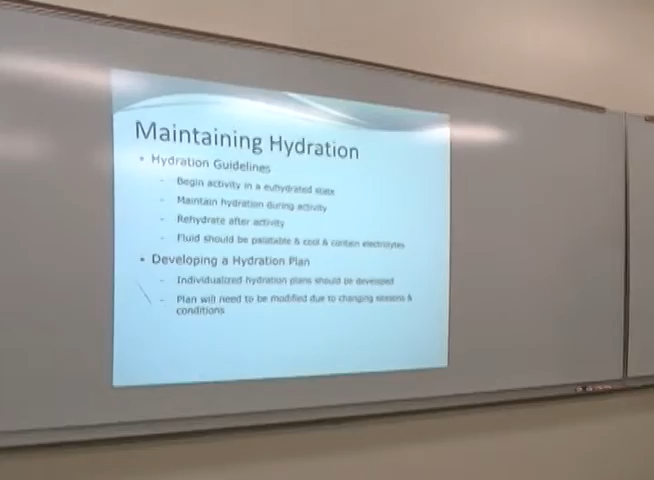 Maintaining Hydration
• Hydration Guidelines
- Begin activity in a euhydrated state
- Maintain hydration during activity
- Rehydrate after activity
- Fluid should be palatable & cool & contain electrolytes
• Developing a Hydration Plan
- Individualized hydration plans should be developed
- Plan will need to be modified due to changing seasons &
conditions